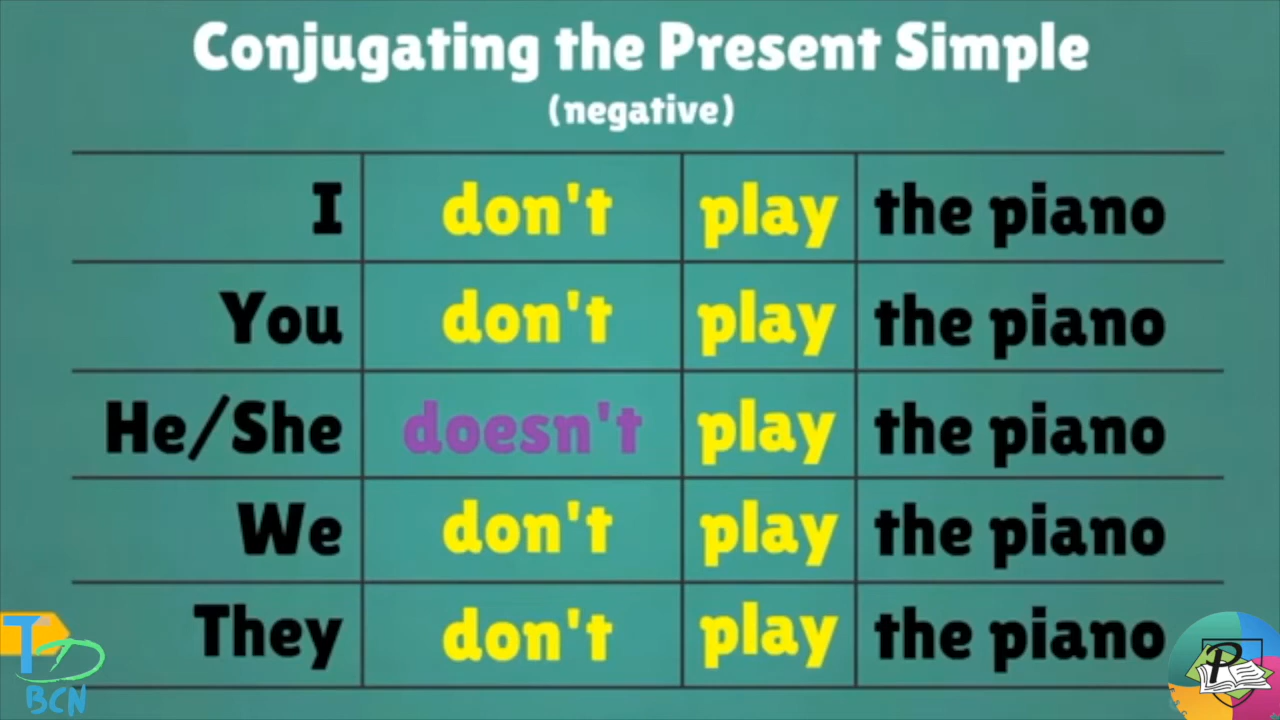 Conjugating the Present Simple
(negative)
I don't play the piano
You don't play the piano
He/She doesn't play the piano
We don't play the piano
They don't play the piano
TD
BCN
P